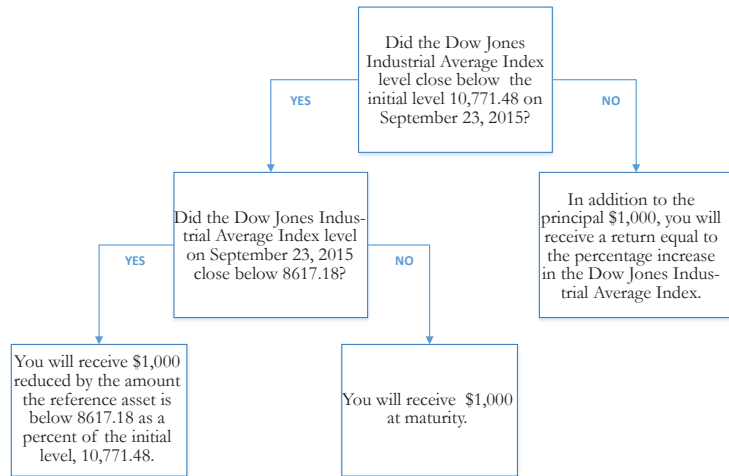 Did the Dow Jones
Industrial Average Index
level close below the
initial level 10,771.48 on
September 23, 2015?
YES
NO
Did the Dow Jones Indus-
trial Average Index level
on September 23, 2015
close below 8617.18?
In addition to the
principal $1,000, you will
receive a return equal to
the percentage increase
in the Dow Jones Indus-
trial Average Index.
YES
NO
You will receive $1,000
reduced by the amount
the reference asset is
below 8617.18 as a
percent of the initial
level, 10,771.48.
You will receive $1,000
at maturity.